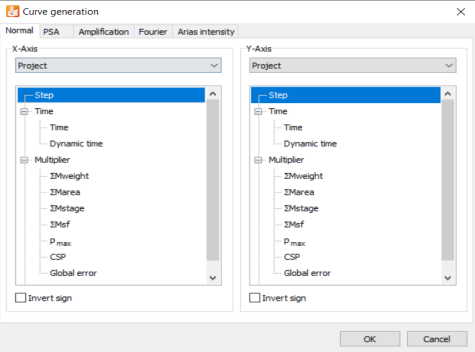 Curve generation
Normal PSA Amplification Fourier Arias intensity
X-Axis
Project
Step
Time
Time
Dynamic time
Multiplier
ΣMweight
ΣMarea
ΣMstage
ΣMsf
p max
CSP
Global error
Invert sign
Y-Axis
Project
Step
Time
Time
Dynamic time
Multiplier
ΣMweight
ΣMarea
ΣMstage
ΣMsf
p max
CSP
Global error
Invert sign
OK Cancel